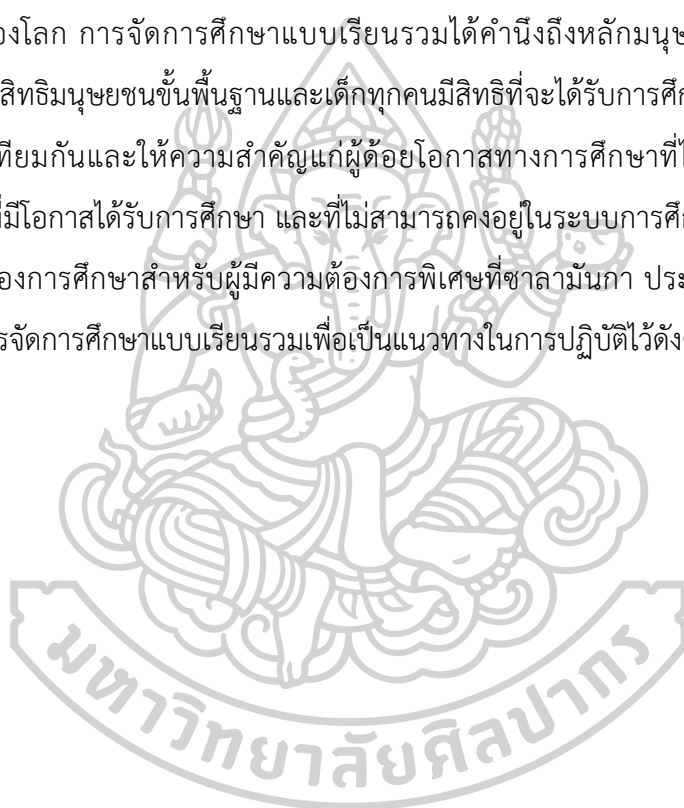 องโลก การจัดการศึกษาแบบเรียนรวมได้คำนึงถึงหลักมนุษ
สิทธิมนุษยชนขั้นพื้นฐานและเด็กทุกคนมีสิทธิที่จะได้รับการศึก
ทียมกันและให้ความสำคัญแก่ผู้ด้อยโอกาสทางการศึกษาที่ไ
ที่มีโอกาสได้รับการศึกษา และที่ไม่สามารถคงอยู่ในระบบการศึก
องการศึกษาสำหรับผู้มีความต้องการพิเศษที่ซาลามันกา ประ
รจัดการศึกษาแบบเรียนรวมเพื่อเป็นแนวทางในการปฏิบัติไว้ดัง
มหาวิทยาลัยศิลปากร